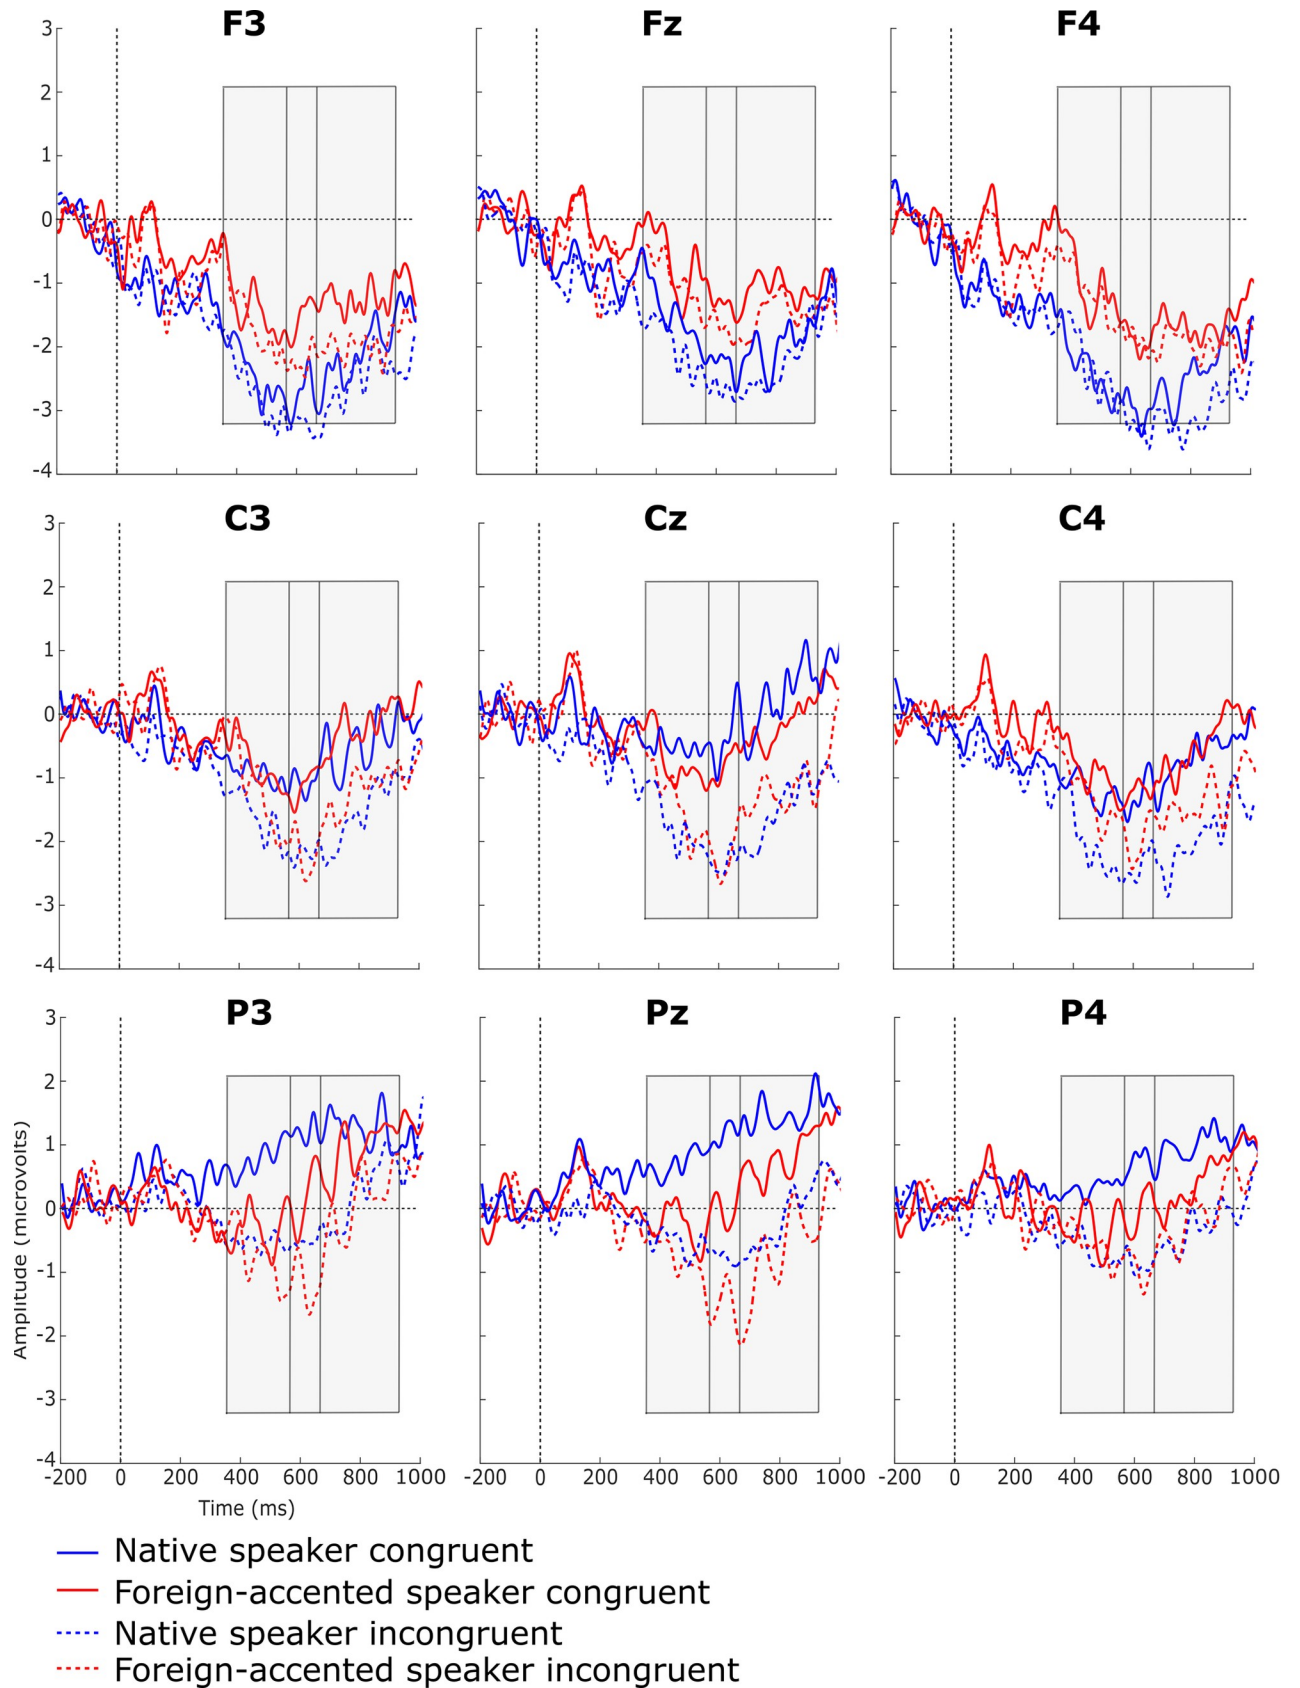 F3 Fz F4
3
2
1
0
-1
-2
-3
-4
C3 Cz C4
3
2
1
0
-1
-2
-3
-4
P3 Pz P4
3
2
1
0
-1
-2
-3
-4
Amplitude (microvolts)
-200 0 200 400 600 800 1000 -200 0 200 400 600 800 1000 -200 0 200 400 600 800 1000
Time (ms)
Native speaker congruent
Foreign-accented speaker congruent
Native speaker incongruent
Foreign-accented speaker incongruent